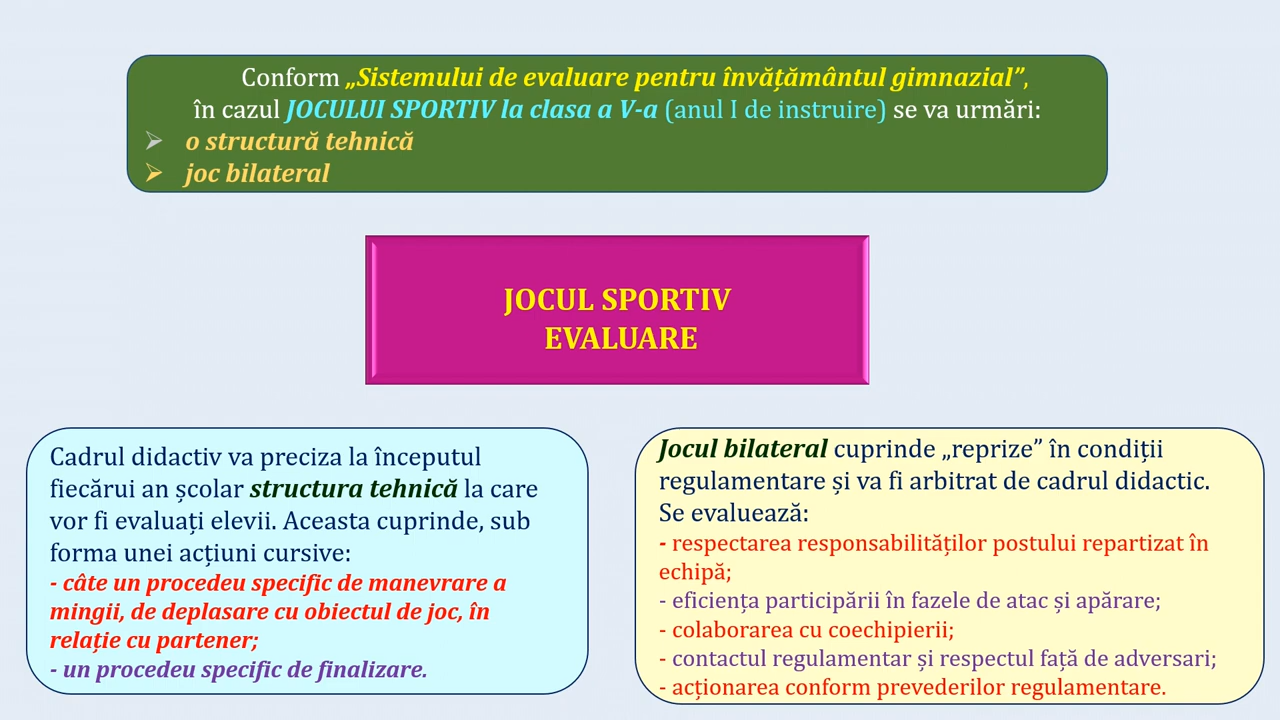 Conform „Sistemului de evaluare pentru învățământul gimnazial”,
în cazul JOCULUI SPORTIV la clasa a V-a (anul I de instruire) se va urmări:
➢ o structură tehnică
➢ joc bilateral
JOCUL SPORTIV
EVALUARE
Cadrul didactiv va preciza la începutul
fiecărui an școlar structura tehnică la care
vor fi evaluați elevii. Aceasta cuprinde, sub
forma unei acțiuni cursive:
- câte un procedeu specific de manevrare a
mingii, de deplasare cu obiectul de joc, în
relație cu partener;
- un procedeu specific de finalizare.
Jocul bilateral cuprinde „reprize” în condiții
regulamentare și va fi arbitrat de cadrul didactic.
Se evaluează:
- respectarea responsabilităților postului repartizat în
echipă;
- eficiența participării în fazele de atac și apărare;
- colaborarea cu coechipierii;
- contactul regulamentar și respectul față de adversari;
- acționarea conform prevederilor regulamentare.